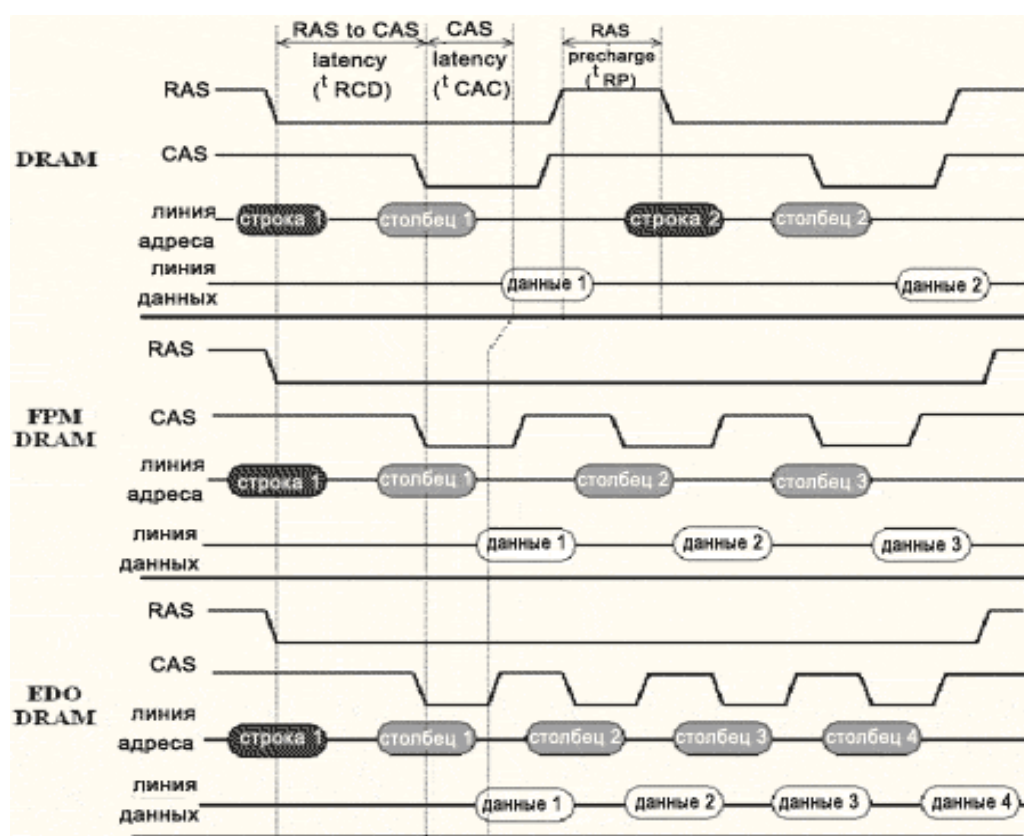 RAS to CAS
latency
(t RCD)
CAS
latency
(t CAC)
RAS
precharge
(t RP)
DRAM
RAS
CAS
линия
адреса
строка 1
столбец 1
строка 2
столбец 2
линия
данных
данные 1
данные 2
FPM
DRAM
RAS
CAS
линия
адреса
строка 1
столбец 1
столбец 2
столбец 3
линия
данных
данные 1
данные 2
данные 3
EDO
DRAM
RAS
CAS
линия
адреса
строка 1
столбец 1
столбец 2
столбец 3
столбец 4
линия
данных
данные 1
данные 2
данные 3
данные 4